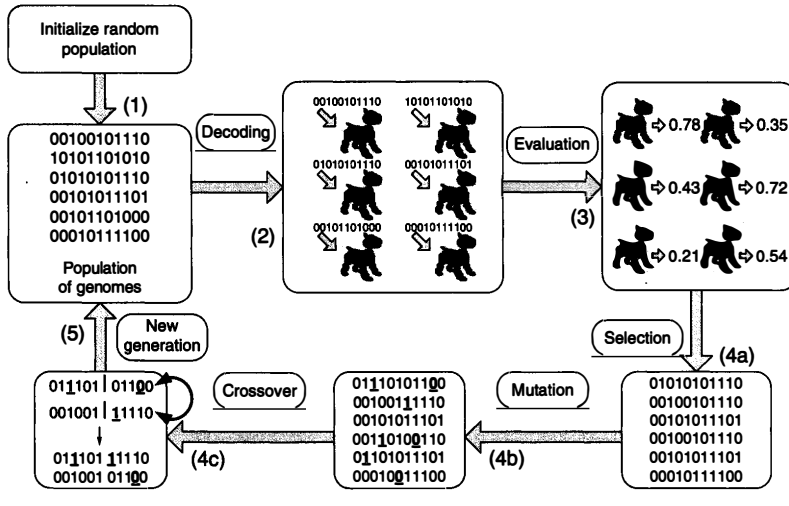 Initialize random
population
(1)
00100101110
10101101010
01010101110
00101011101
00101101000
00010111100
Population
of genomes
Decoding
(2)
00100101110 10101101010
01010101110 00101011101
00101101000 00010111100
Evaluation
(3)
0.78 0.35
0.43 0.72
0.21 0.54
Selection
(4a)
01010101110
00100101110
00101011101
00100101110
00101011101
00010111100
Mutation
(4b)
01110101100
00100111110
00101011101
00110100110
01101011101
00010011100
Crossover
(4c)
011101 | 01100
001001 | 11110
011101 11110
001001 01100
New
generation
(5)